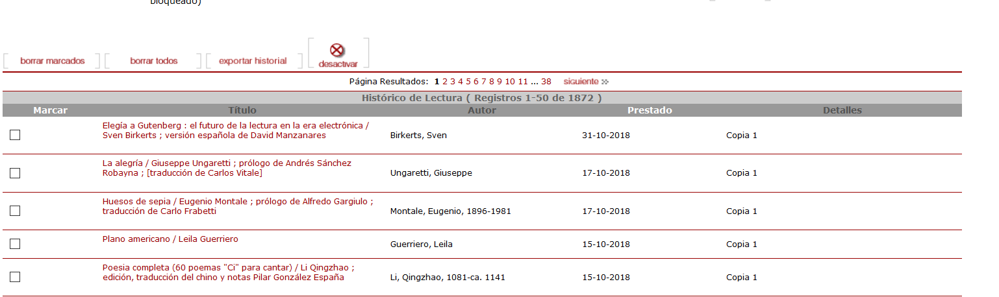 bloqueado)
borrar marcados borrar todos exportar historial desactivar
Página Resultados: 1 2 3 4 5 6 7 8 9 10 11 ... 38 siguiente
Histórico de Lectura ( Registros 1-50 de 1872 )
Marcar Título Autor Prestado Detalles
Elegía a Gutenberg : el futuro de la lectura en la era electrónica /
Sven Birkerts ; versión española de David Manzanares
Birkerts, Sven 31-10-2018 Copia 1
La alegría / Giuseppe Ungaretti ; prólogo de Andrés Sánchez
Robayna ; [traducción de Carlos Vitale]
Ungaretti, Giuseppe 17-10-2018 Copia 1
Huesos de sepia / Eugenio Montale ; prólogo de Alfredo Gargiulo ;
traducción de Carlo Frabetti
Montale, Eugenio, 1896-1981 17-10-2018 Copia 1
Plano americano / Leila Guerriero
Guerriero, Leila 15-10-2018 Copia 1
Poesia completa (60 poemas "Ci" para cantar) / Li Qingzhao ;
edición, traducción del chino y notas Pilar González España
Li, Qingzhao, 1081-ca. 1141 15-10-2018 Copia 1